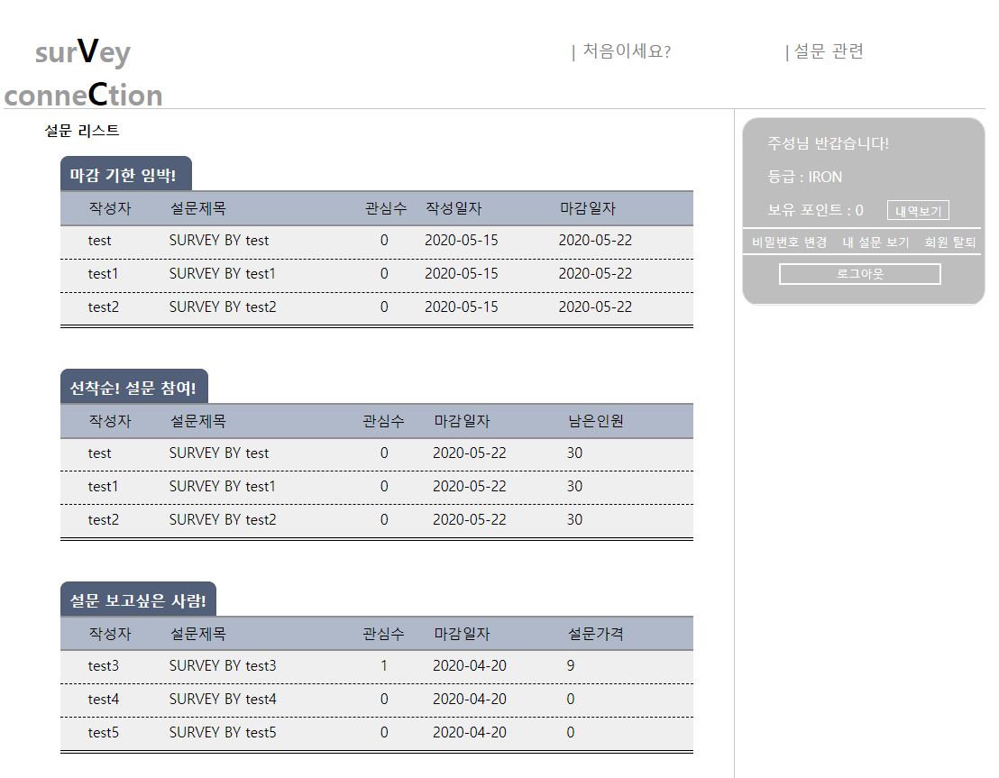 surVey
conneCtion
| 처음이세요?
| 설문 관련
설문 리스트
마감 기한 임박!
작성자 설문제목 관심수 작성일자 마감일자
test SURVEY BY test 0 2020-05-15 2020-05-22
test1 SURVEY BY test1 0 2020-05-15 2020-05-22
test2 SURVEY BY test2 0 2020-05-15 2020-05-22
선착순! 설문 참여!
작성자 설문제목 관심수 마감일자 남은인원
test SURVEY BY test 0 2020-05-22 30
test1 SURVEY BY test1 0 2020-05-22 30
test2 SURVEY BY test2 0 2020-05-22 30
설문 보고싶은 사람!
작성자 설문제목 관심수 마감일자 설문가격
test3 SURVEY BY test3 1 2020-04-20 9
test4 SURVEY BY test4 0 2020-04-20 0
test5 SURVEY BY test5 0 2020-04-20 0
주성님 반갑습니다!
등급 : IRON
보유 포인트 : 0 내역보기
비밀번호 변경 내 설문 보기 회원 탈퇴
로그아웃